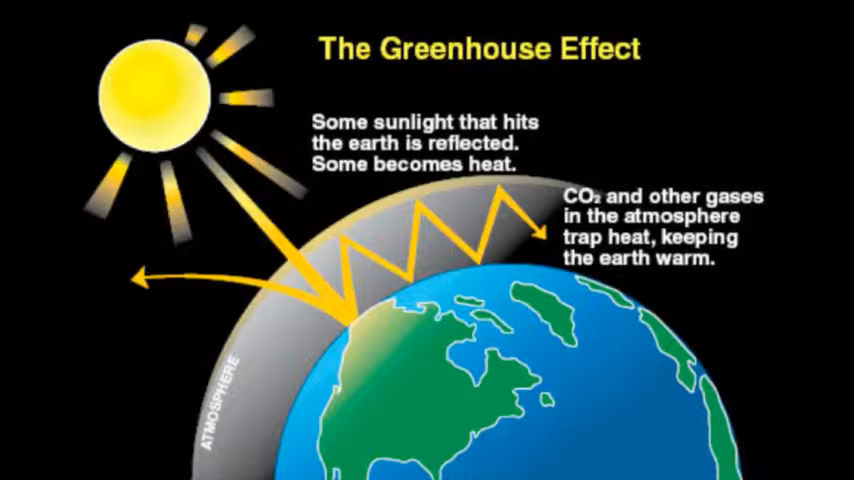 The Greenhouse Effect
Some sunlight that hits
the earth is reflected.
Some becomes heat.
CO₂ and other gases
in the atmosphere
trap heat, keeping
the earth warm.
ATMOSPHERE